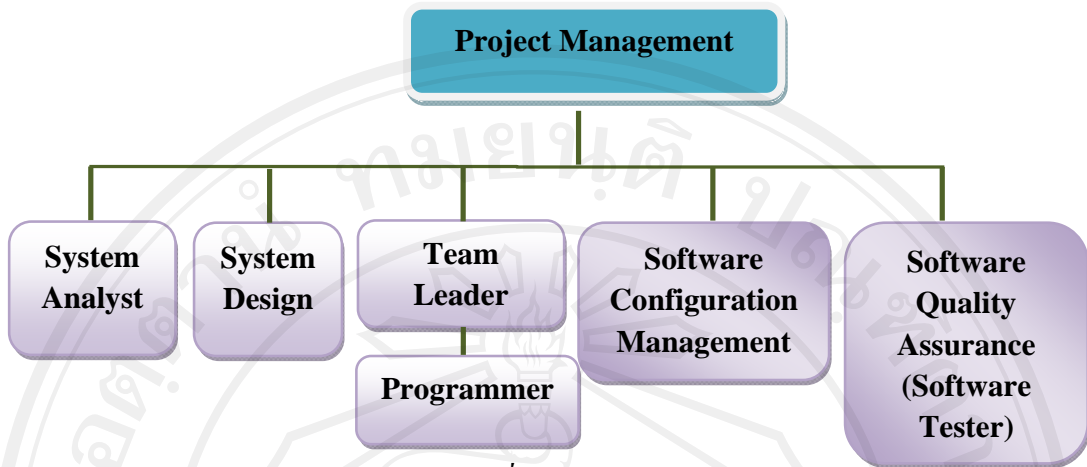 Project Management
System
Analyst
System
Design
Team
Leader
Programmer
Software
Configuration
Management
Software
Quality
Assurance
(Software
Tester)